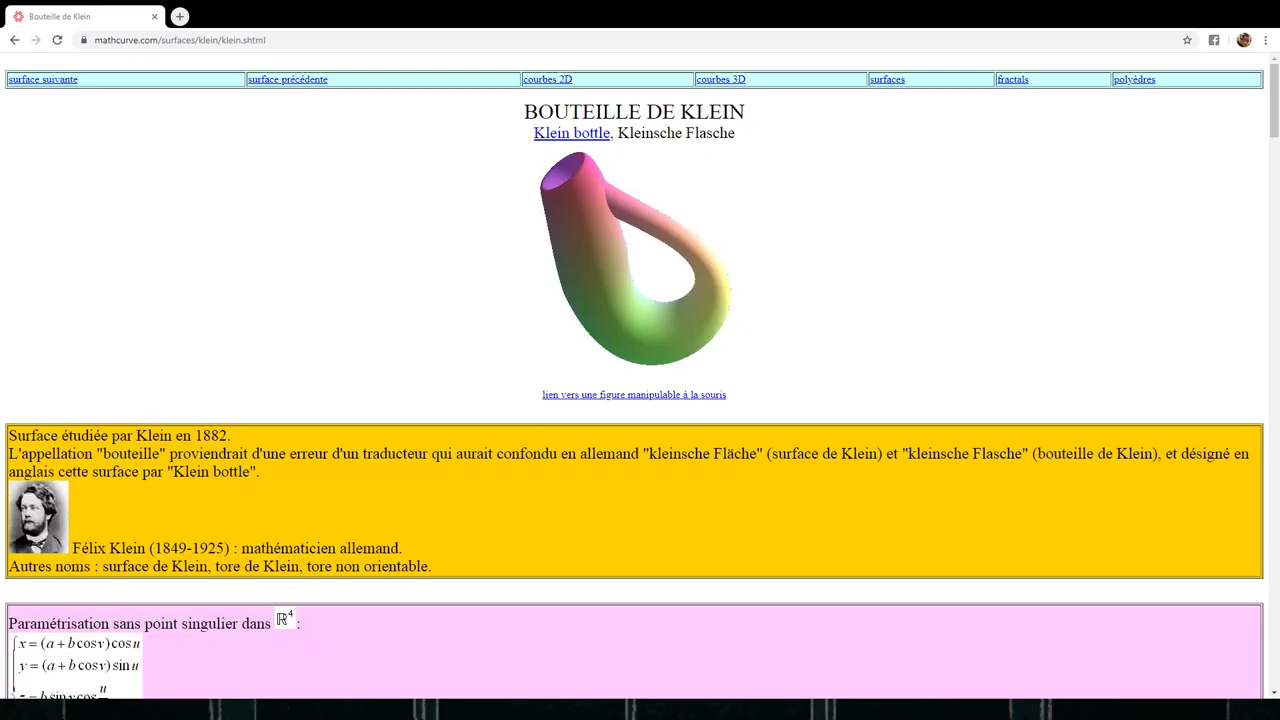 Bouteille de Klein
mathcurve.com/surfaces/klein/klein.shtml
surface suivante surface précédente courbes 2D courbes 3D surfaces fractals polyèdres
BOUTEILLE DE KLEIN
Klein bottle, Kleinsche Flasche
lien vers une figure manipulable à la souris
Surface étudiée par Klein en 1882.
L'appellation "bouteille" proviendrait d'une erreur d'un traducteur qui aurait confondu en allemand "kleinsche Fläche" (surface de Klein) et "kleinsche Flasche" (bouteille de Klein), et désigné en
anglais cette surface par "Klein bottle".
Félix Klein (1849-1925) : mathématicien allemand.
Autres noms : surface de Klein, tore de Klein, tore non orientable.
Paramétrisation sans point singulier dans ℝ⁴:
x = (a + b cos v) cos u
y = (a + b cos v) sin u
z = b sin v cos u